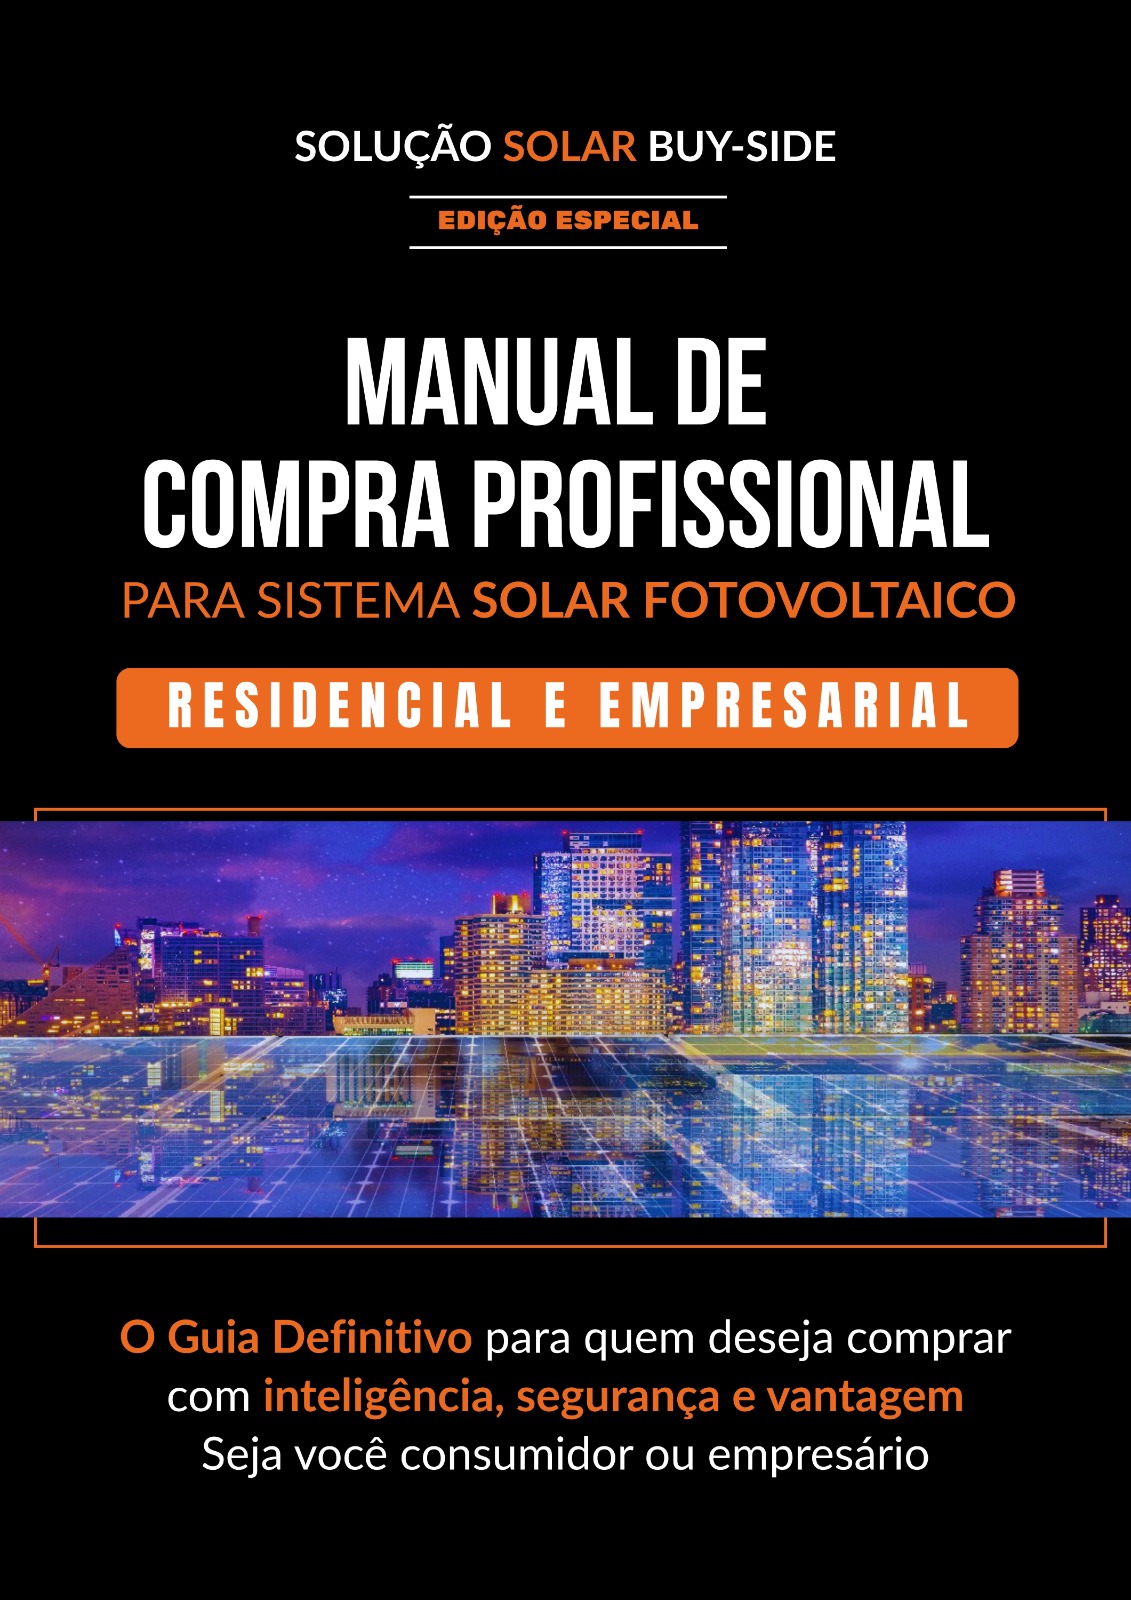 SOLUÇÃO SOLAR BUY-SIDE
EDIÇÃO ESPECIAL
MANUAL DE
COMPRA PROFISSIONAL
PARA SISTEMA SOLAR FOTOVOLTAICO
RESIDENCIAL E EMPRESARIAL
O Guia Definitivo para quem deseja comprar
com inteligência, segurança e vantagem
Seja você consumidor ou empresário